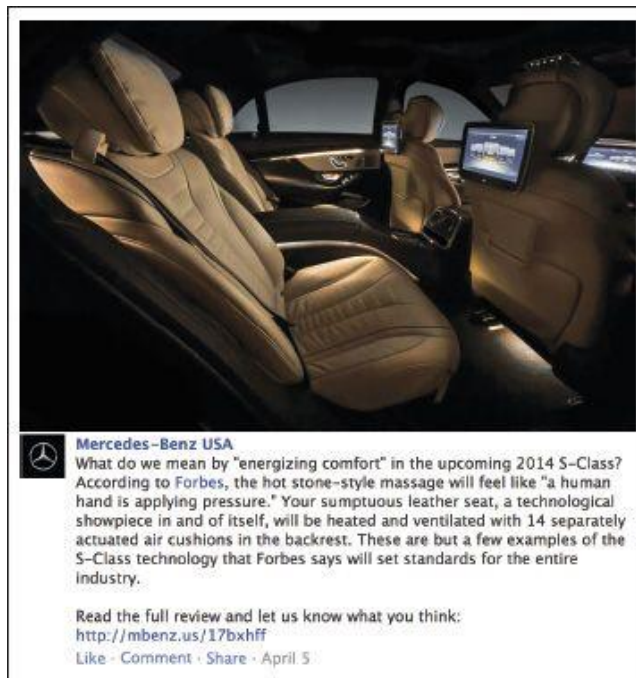 Mercedes-Benz USA
What do we mean by "energizing comfort" in the upcoming 2014 S-Class?
According to Forbes, the hot stone-style massage will feel like "a human
hand is applying pressure." Your sumptuous leather seat, a technological
showpiece in and of itself, will be heated and ventilated with 14 separately
actuated air cushions in the backrest. These are but a few examples of the
S-Class technology that Forbes says will set standards for the entire
industry.
Read the full review and let us know what you think:
http://mbenz.us/17bxhff
Like · Comment · Share · April 5